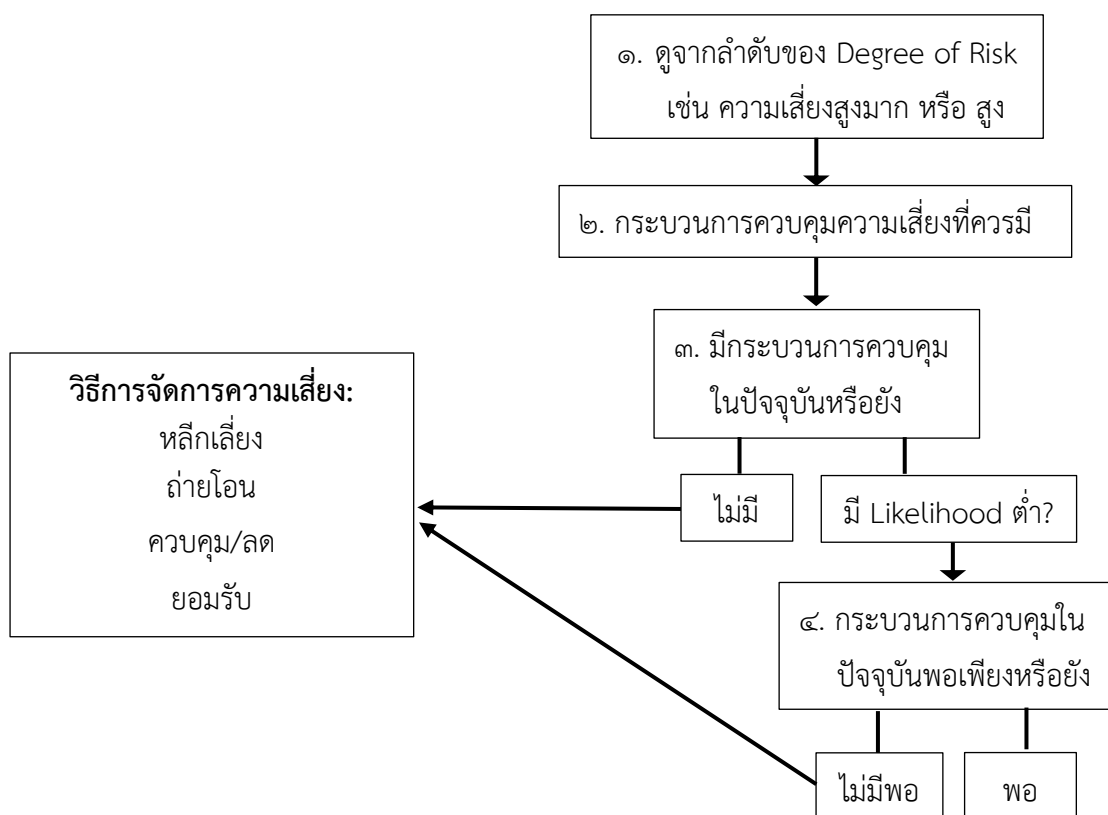 ๑. ดูจากลำดับของ Degree of Risk
เช่น ความเสี่ยงสูงมาก หรือ สูง
๒. กระบวนการควบคุมความเสี่ยงที่ควรมี
๓. มีกระบวนการควบคุม
ในปัจจุบันหรือยัง
วิธีการจัดการความเสี่ยง:
หลีกเลี่ยง
ถ่ายโอน
ควบคุม/ลด
ยอมรับ
ไม่มี
มี Likelihood ต่ำ?
๔. กระบวนการควบคุมใน
ปัจจุบันพอเพียงหรือยัง
ไม่มีพอ
พอ